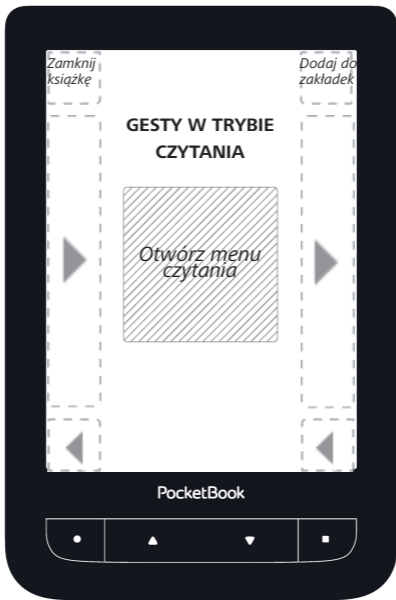 Zamknij
książkę
Dodaj do
zakładek
GESTY W TRYBIE
CZYTANIA
Otwórz menu
czytania
PocketBook